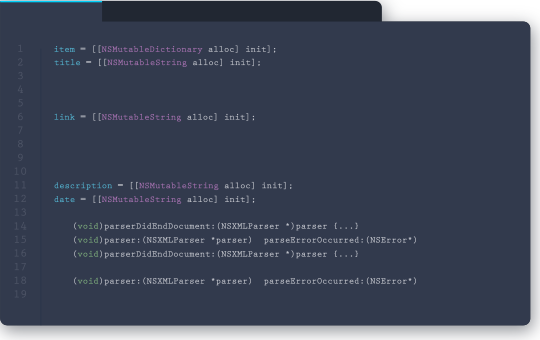 1 item = [[NSMutableDictionary alloc] init];
2 title = [[NSMutableString alloc] init];
3
4
5
6 link = [[NSMutableString alloc] init];
7
8
9
10
11 description = [[NSMutableString alloc] init];
12 date = [[NSMutableString alloc] init];
13
14 (void)parserDidEndDocument:(NSXMLParser *)parser {...}
15 (void)parser:(NSXMLParser *parser) parseErrorOccurred:(NSError*)
16 (void)parserDidEndDocument:(NSXMLParser *)parser {...}
17
18 (void)parser:(NSXMLParser *parser) parseErrorOccurred:(NSError*)
19